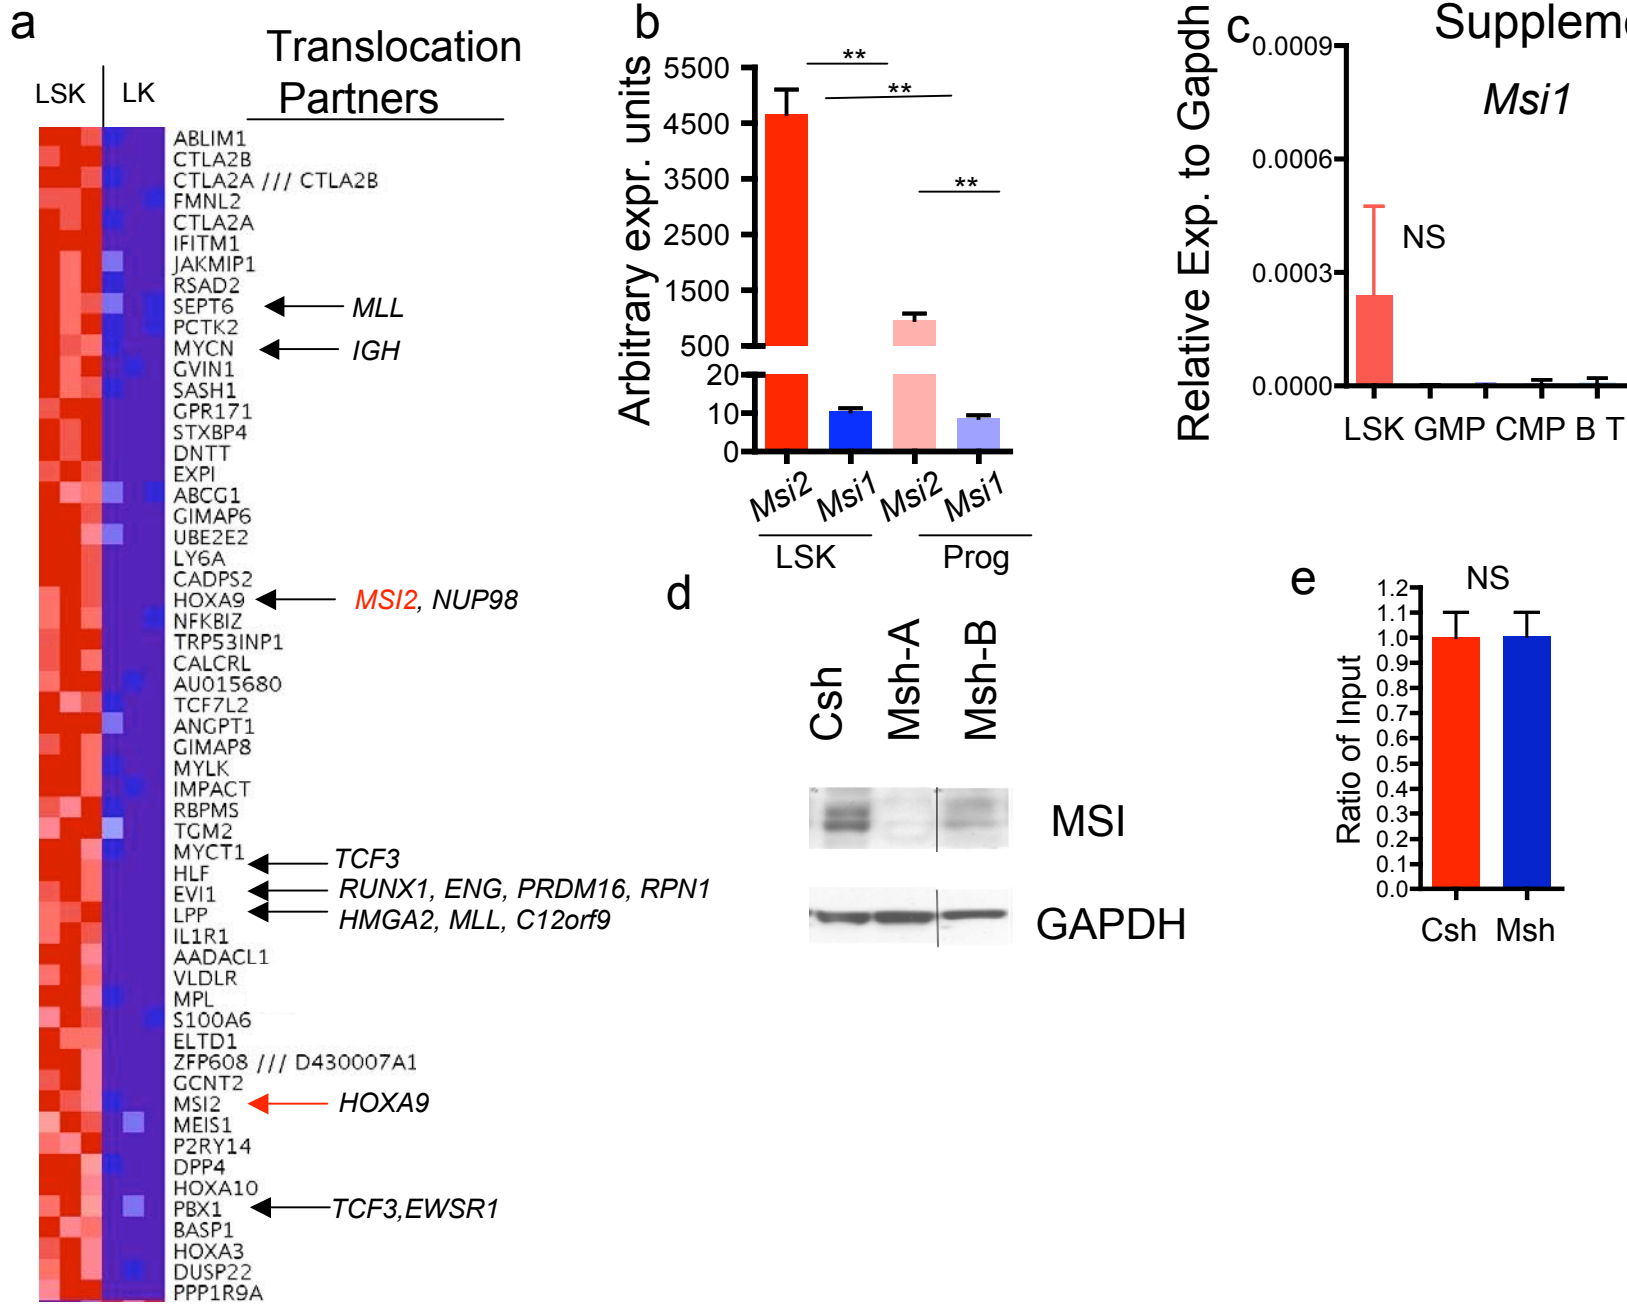 a
Translocation
Partners
LSK LK
ABLIM1
CTLA2B
CTLA2A /// CTLA2B
FMNL2
CTLA2A
IFITM1
JAKMIP1
RSAD2
SEPT6 MLL
PCTK2
MYCN IGH
GVIN1
SASH1
GPR171
STXBP4
DNTT
EXPI
ABCG1
GIMAP6
UBE2E2
LY6A
CADPS2
HOXA9 MSI2, NUP98
NFKBIZ
TRP53INP1
CALCRL
AU015680
TCF7L2
ANGPT1
GIMAP8
MYLK
IMPACT
RBPMS
TGM2
MYCT1
TCF3
HLF
EVI1 RUNX1, ENG, PRDM16, RPN1
LPP HMGA2, MLL, C12orf9
IL1R1
AADACL1
VLDLR
MPL
S100A6
ELTD1
ZFP608 /// D430007A1
GCNT2
MSI2 HOXA9
MEIS1
P2RY14
DPP4
HOXA10
PBX1 TCF3,EWSR1
BASP1
HOXA3
DUSP22
PPP1R9A
b
Arbitrary expr. units
5500
4500
3500
2500
1500
500
20
10
0
**
**
**
Msi2 Msi1 Msi2 Msi1
LSK Prog
c
Suppleme
Msi1
Relative Exp. to Gapdh
0.0009
0.0006
0.0003
0.0000
NS
LSK GMP CMP B T
d
Csh Msh-A Msh-B
MSI
GAPDH
e
NS
Ratio of Input
1.2
1.1
1.0
0.9
0.8
0.7
0.6
0.5
0.4
0.3
0.2
0.1
0.0
Csh Msh